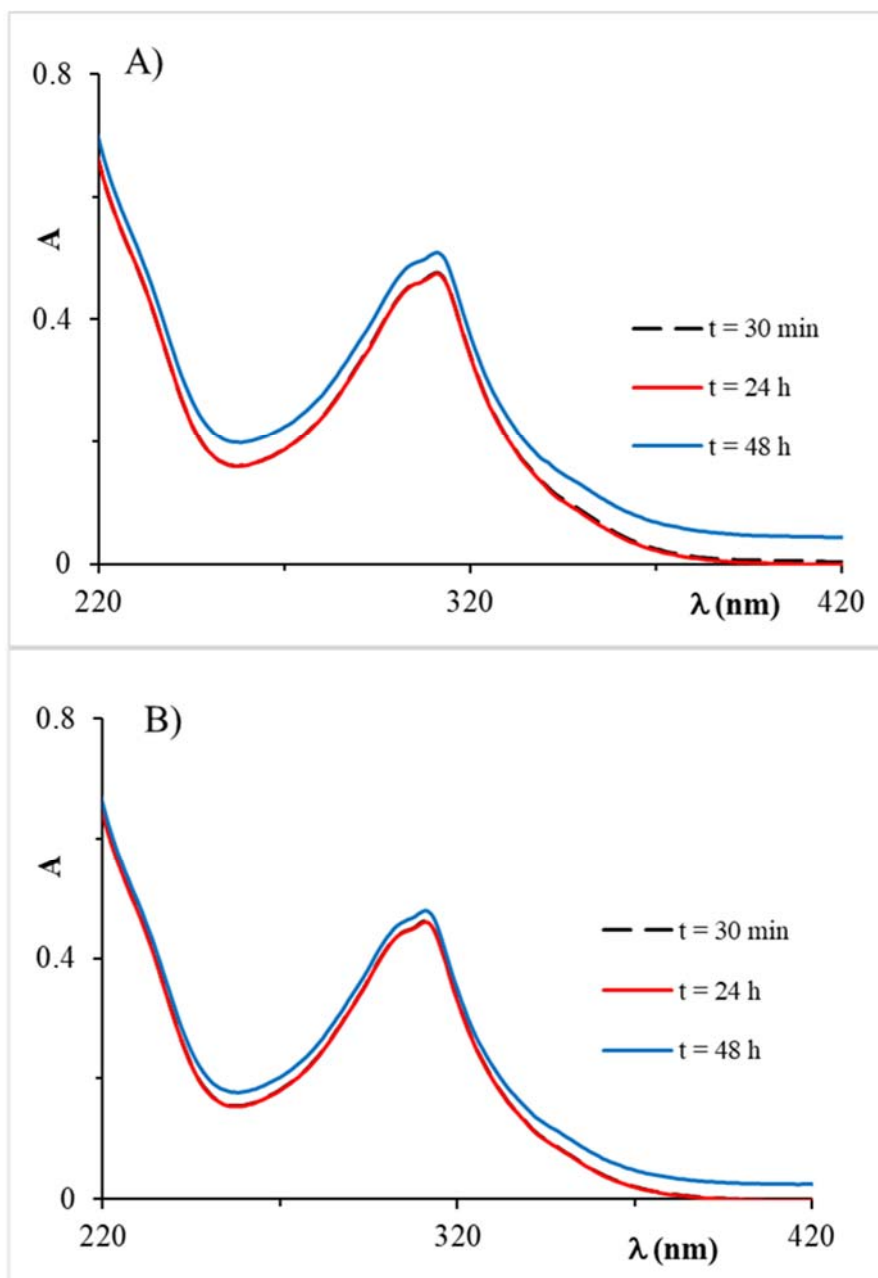 A)
0.8
A
0.4
t = 30 min
t = 24 h
t = 48 h
0
220
320
λ (nm)
420
B)
0.8
A
0.4
t = 30 min
t = 24 h
t = 48 h
0
220
320
λ (nm)
420